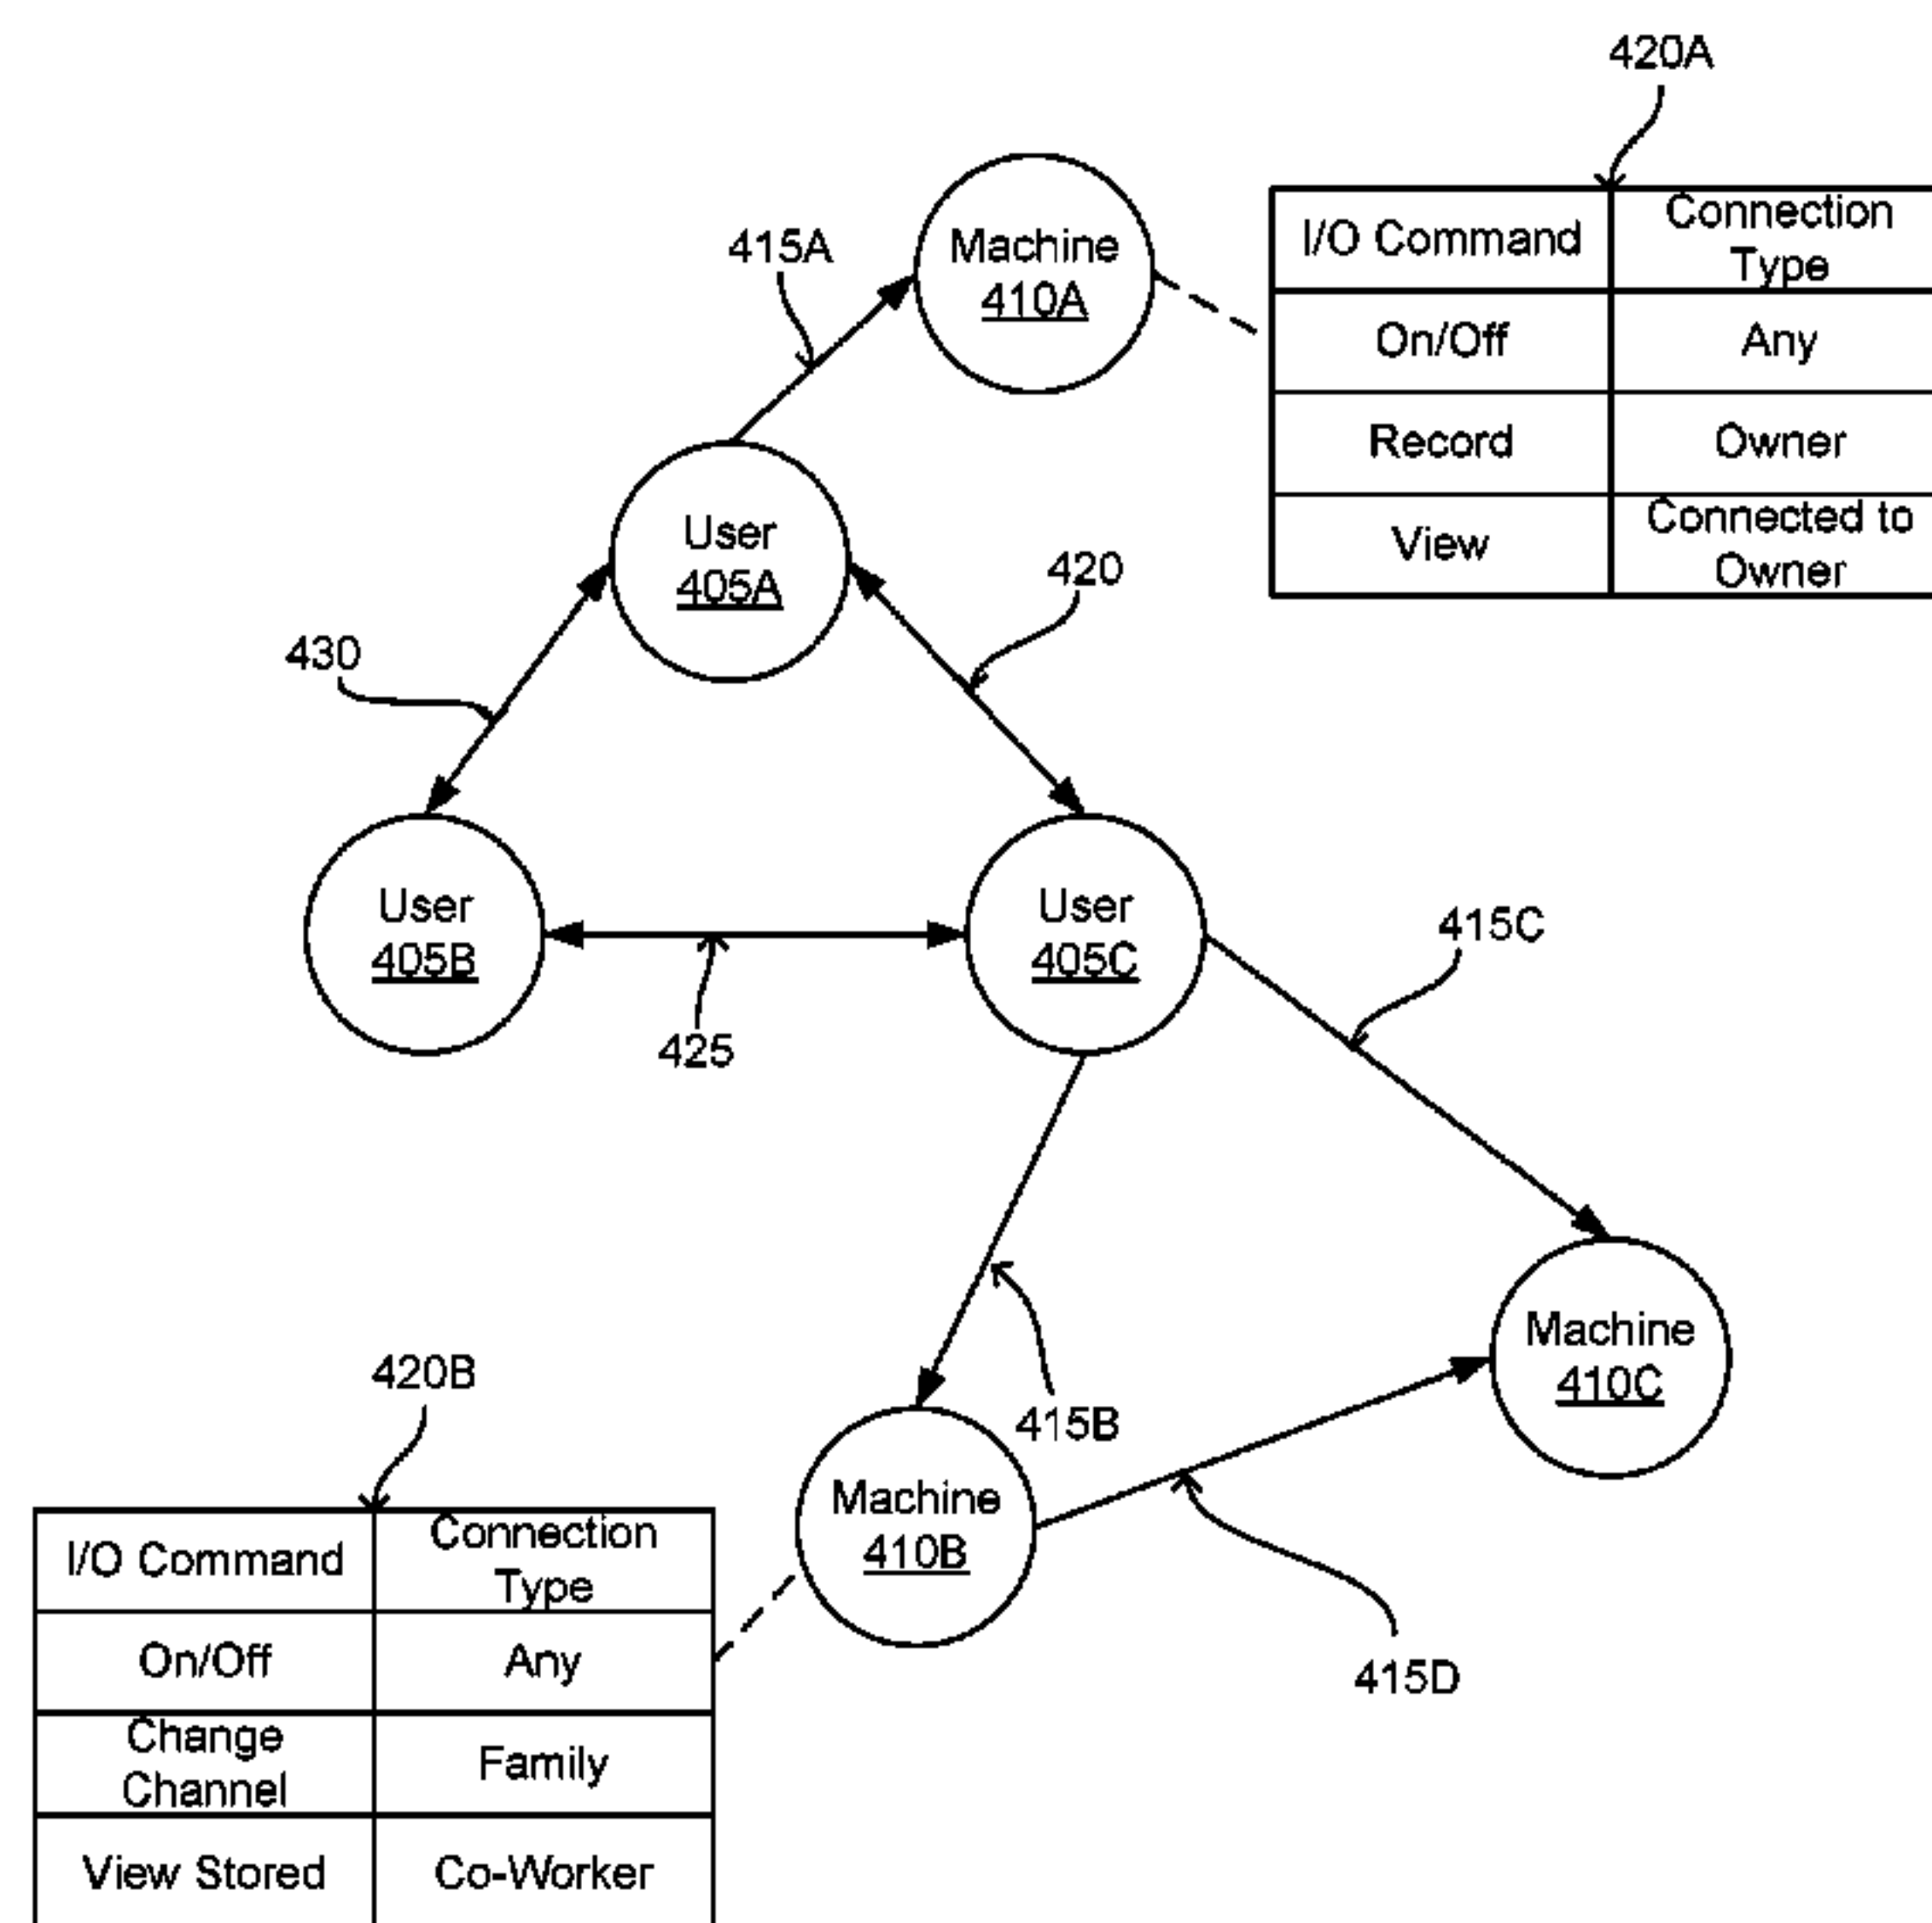 420A
I/O Command
Connection
Type
On/Off
Any
Record
Owner
View
Connected to
Owner
415A
Machine
410A
User
405A
420
430
User
405B
User
405C
425
415C
415B
Machine
410C
Machine
410B
415D
420B
I/O Command
Connection
Type
On/Off
Any
Change
Channel
Family
View Stored
Co-Worker